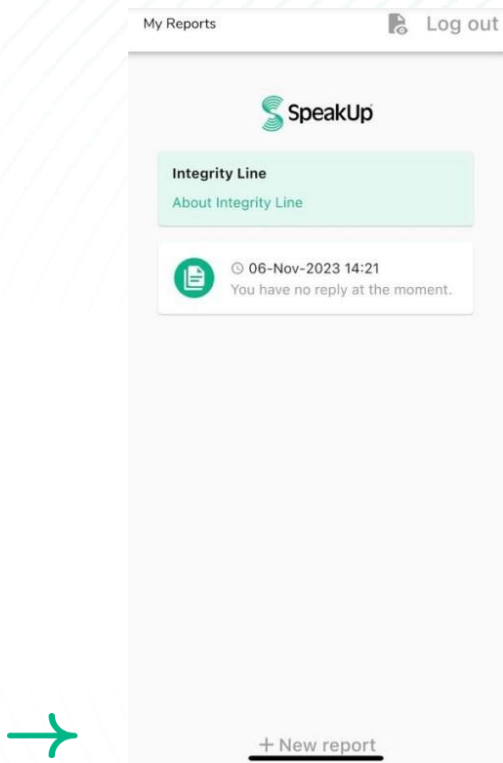 My Reports
Log out
SpeakUp
Integrity Line
About Integrity Line
06-Nov-2023 14:21
You have no reply at the moment.
+ New report